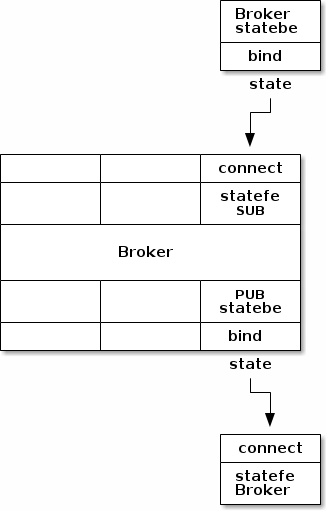 Broker
statebe
bind
state
connect
statefe
SUB
Broker
PUB
statebe
bind
state
connect
statefe
Broker